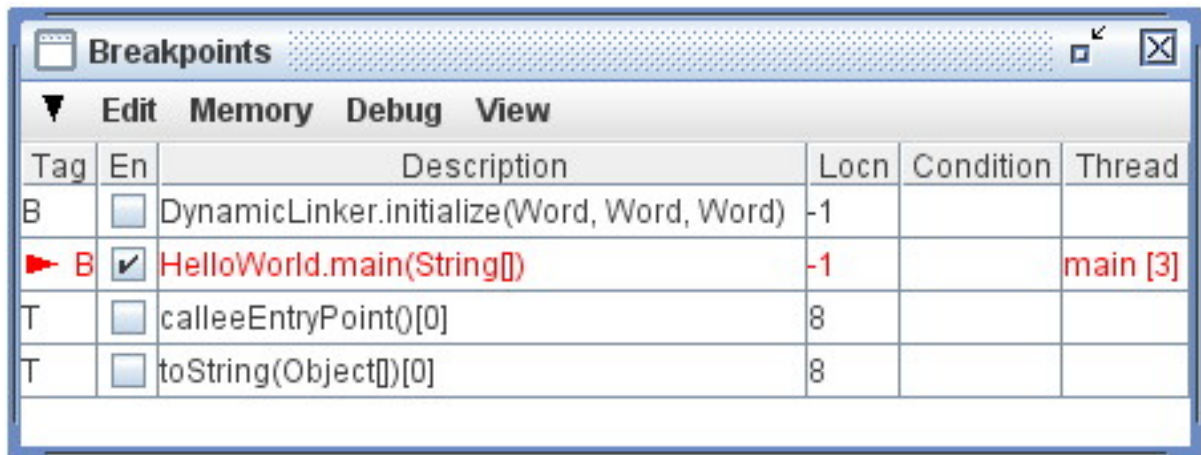 Breakpoints
Edit Memory Debug View
Tag En Description Locn Condition Thread
B DynamicLinker.initialize(Word, Word, Word) -1
B HelloWorld.main(String[]) -1 main [3]
T calleeEntryPoint()[0] 8
T toString(Object[])[0] 8